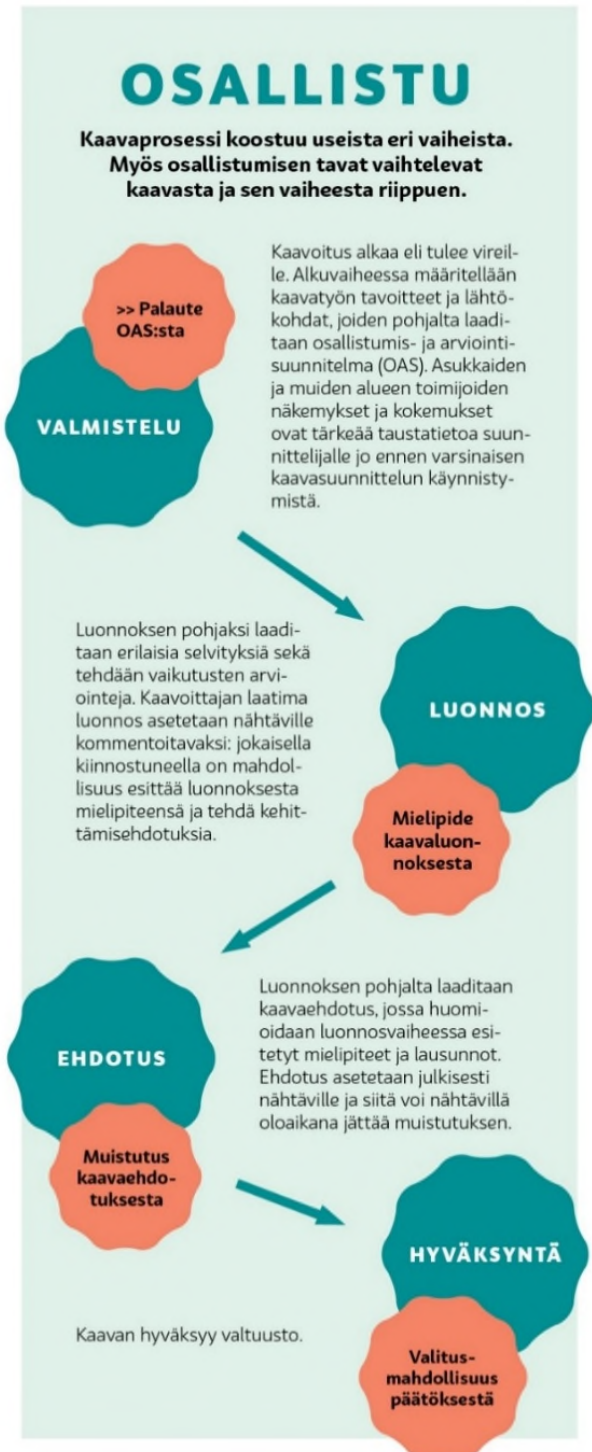 OSALLISTU
Kaavaprosessi koostuu useista eri vaiheista.
Myös osallistumisen tavat vaihtelevat
kaavasta ja sen vaiheesta riippuen.
>> Palaute
OAS:sta
VALMISTELU
Kaavoitus alkaa eli tulee vireil-
le. Alkuvaiheessa määritellään
kaavatyön tavoitteet ja lähtö-
kohdat, joiden pohjalta laadi-
taan osallistumis- ja arviointi-
suunnitelma (OAS). Asukkaiden
ja muiden alueen toimijoiden
näkemykset ja kokemukset
ovat tärkeää taustatietoa suun-
nittelijalle jo ennen varsinaisen
kaavasuunnittelun käynnisty-
mistä.
Luonnoksen pohjaksi laadi-
taan erilaisia selvityksiä sekä
tehdään vaikutusten arvi-
ointeja. Kaavoittajan laatima
luonnos asetetaan nähtäville
kommentoitavaksi: jokaisella
kiinnostuneella on mahdol-
lisuus esittää luonnoksesta
mielipiteensä ja tehdä kehit-
tämisehdotuksia.
LUONNOS
Mielipide
kaavaluon-
noksesta
EHDOTUS
Muistutus
kaavaehdo-
tuksesta
Luonnoksen pohjalta laaditaan
kaavaehdotus, jossa huomi-
oidaan luonnosvaiheessa esi-
tetyt mielipiteet ja lausunnot.
Ehdotus asetetaan julkisesti
nähtäville ja siitä voi nähtävillä
oloaikana jättää muistutuksen.
HYVÄKSYNTÄ
Kaavan hyväksyy valtuusto.
Valitus-
mahdollisuus
päätöksestä